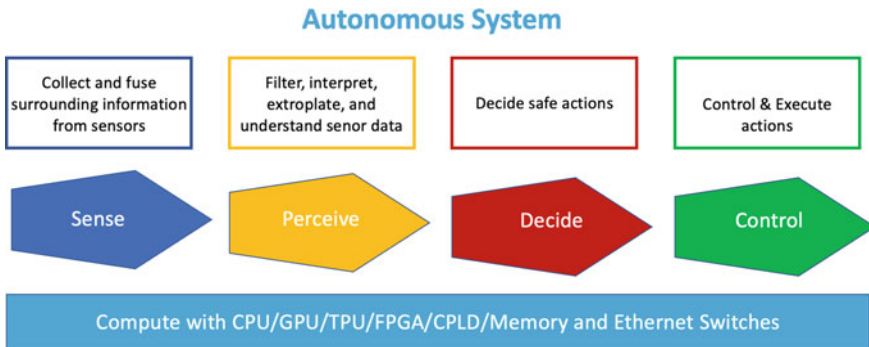 Autonomous System
Collect and fuse
surrounding information
from sensors
Filter, interpret,
extroplate, and
understand senor data
Decide safe actions
Control & Execute
actions
Sense
Perceive
Decide
Control
Compute with CPU/GPU/TPU/FPGA/CPLD/Memory and Ethernet Switches